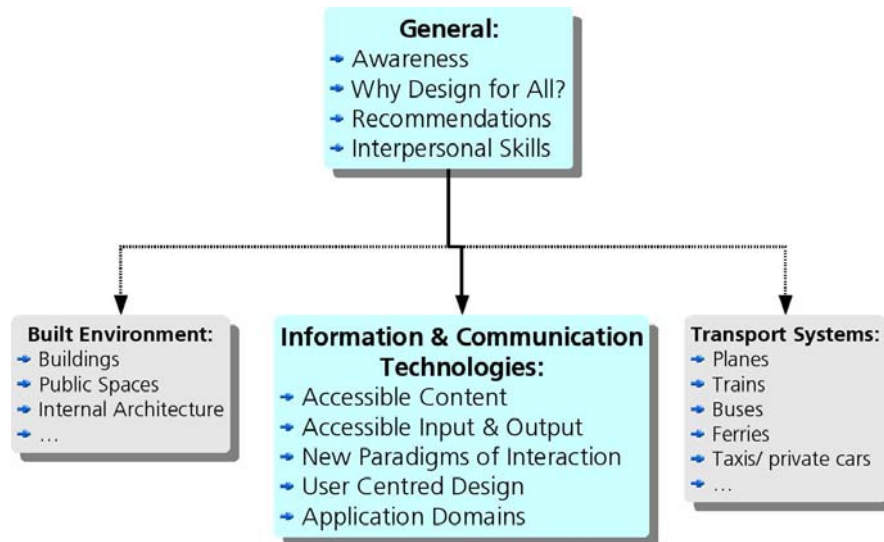 General:
Awareness
Why Design for All?
Recommendations
Interpersonal Skills
Built Environment:
Buildings
Public Spaces
Internal Architecture
...
Information & Communication
Technologies:
Accessible Content
Accessible Input & Output
New Paradigms of Interaction
User Centred Design
Application Domains
Transport Systems:
Planes
Trains
Buses
Ferries
Taxis/ private cars
...